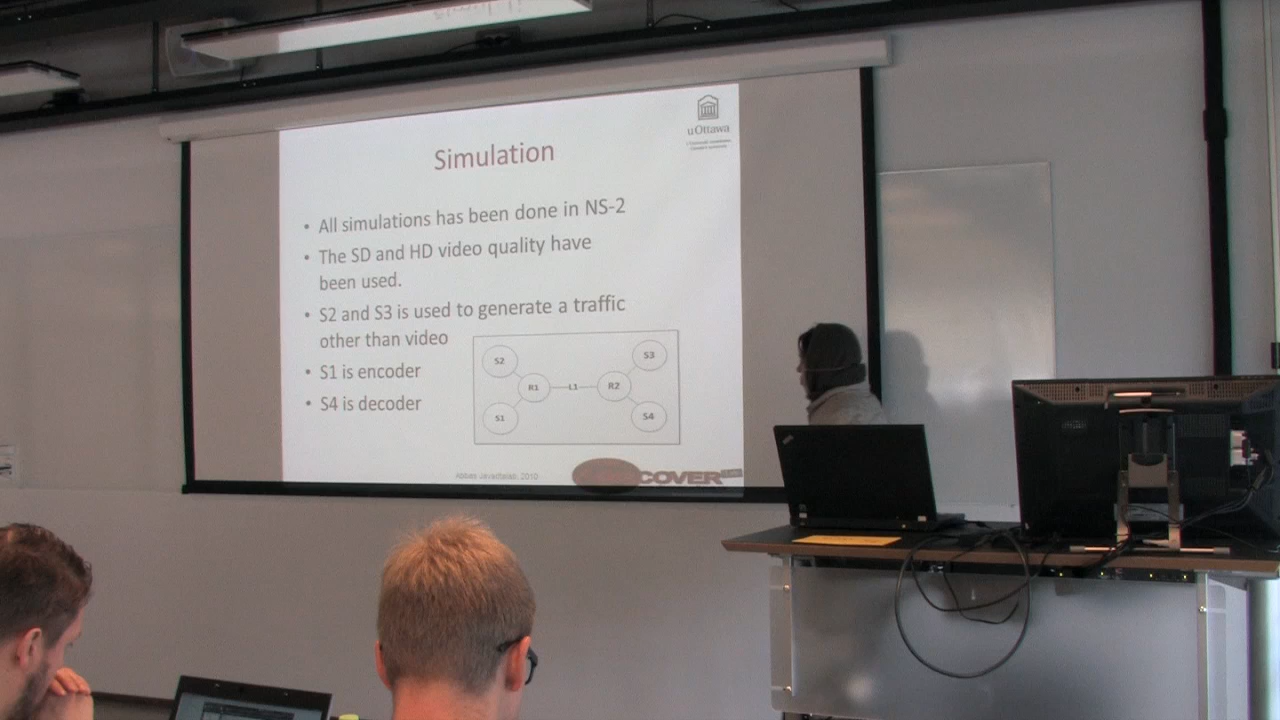 uOttawa
Simulation
• All simulations has been done in NS-2
• The SD and HD video quality have
been used.
• S2 and S3 is used to generate a traffic
other than video
• S1 is encoder
• S4 is decoder
S2
S3
R1
L1
R2
S1
S4
2010
COVER